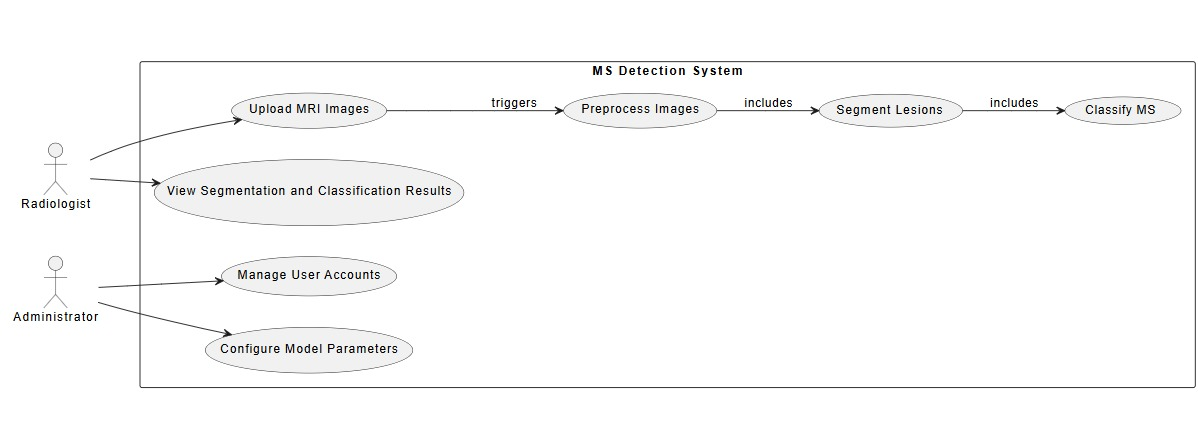 MS Detection System
Upload MRI Images
triggers
Preprocess Images
includes
Segment Lesions
includes
Classify MS
View Segmentation and Classification Results
Radiologist
Manage User Accounts
Administrator
Configure Model Parameters